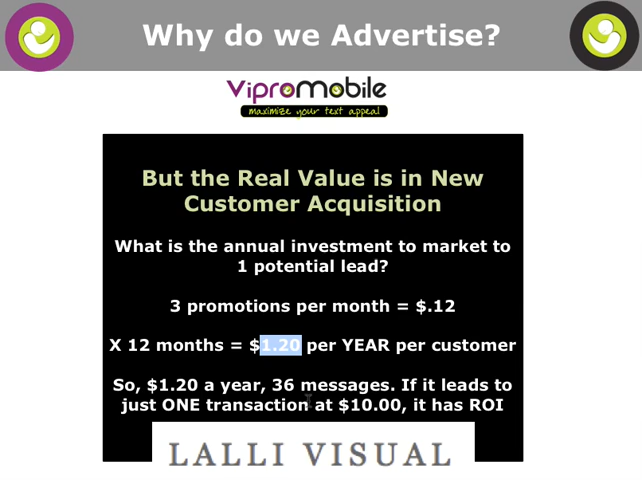 Why do we Advertise?
Vipromobile
maximize your text appeal
But the Real Value is in New
Customer Acquisition
What is the annual investment to market to
1 potential lead?
3 promotions per month = $.12
X 12 months = $1.20 per YEAR per customer
So, $1.20 a year, 36 messages. If it leads to
just ONE transaction at $10.00, it has ROI
LALLI VISUAL